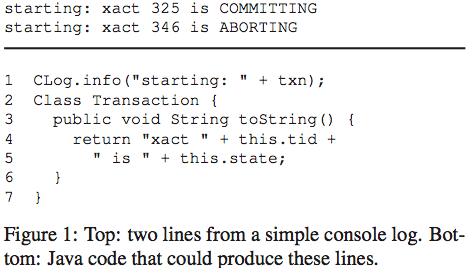 starting: xact 325 is COMMITTING
starting: xact 346 is ABORTING
1 CLog.info("starting: " + txn);
2 Class Transaction {
3 public void String toString() {
4 return "xact " + this.tid +
5 " is " + this.state;
6 }
7 }
Figure 1: Top: two lines from a simple console log. Bot-
tom: Java code that could produce these lines.